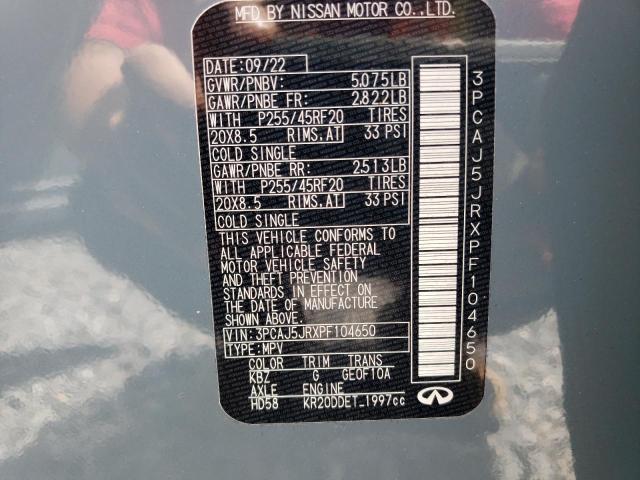 MFD BY NISSAN MOTOR CO.,LTD.
DATE:09/22
GVWR/PNBV: 5,075LB
GAWR/PNBE FR: 2,822LB
WITH P255/45RF20 TIRES
20X8.5 RIMS.AT 33 PSI
COLD SINGLE
GAWR/PNBE RR: 2,513LB
WITH P255/45RF20 TIRES
20X8.5 RIMS.AT 33 PSI
COLD SINGLE
THIS VEHICLE CONFORMS TO
ALL APPLICABLE FEDERAL
MOTOR VEHICLE SAFETY
AND THEFT PREVENTION
STANDARDS IN EFFECT ON
THE DATE OF MANUFACTURE
SHOWN ABOVE.
VIN:3PCAJ5JRXPF104650
TYPE:MPV
COLOR TRIM TRANS
KBZ G GE0F10A
AXLE ENGINE
HD58 KR20DDET_1997cc
3PCAJ5JRXPF104650